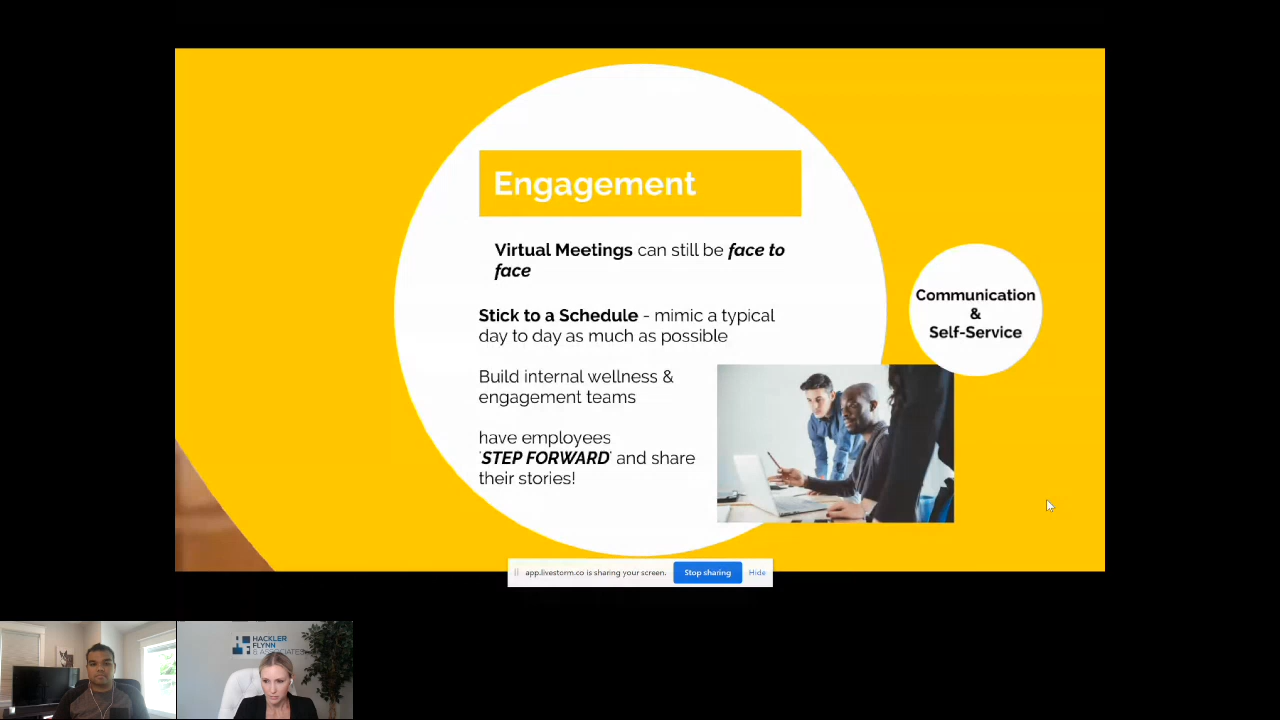 Engagement
Virtual Meetings can still be face to
face
Stick to a Schedule - mimic a typical
day to day as much as possible
Build internal wellness &
engagement teams
have employees
'STEP FORWARD' and share
their stories!
Communication
&
Self-Service
app.livestorm.co is sharing your screen.
Stop sharing
Hide
HACKLER
FLYNN
& ASSOCIATES